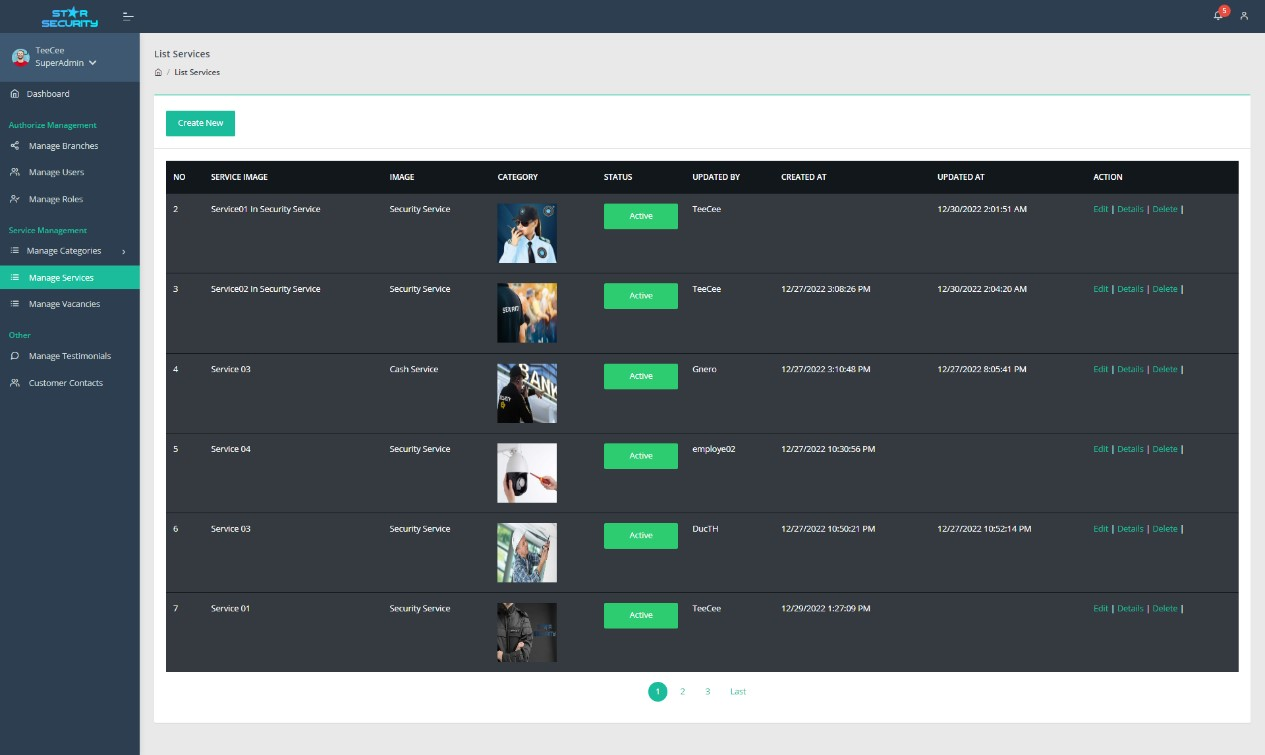 STAR
SECURITY
5
TeeCee
SuperAdmin
Dashboard
Authorize Management
Manage Branches
Manage Users
Manage Roles
Service Management
Manage Categories
Manage Services
Manage Vacancies
Other
Manage Testimonials
Customer Contacts
List Services
/ List Services
Create New
NO SERVICE IMAGE IMAGE CATEGORY STATUS UPDATED BY CREATED AT UPDATED AT ACTION
2 Service01 In Security Service Security Service Active TeeCee 12/30/2022 2:01:51 AM Edit | Details | Delete |
3 Service02 In Security Service Security Service Active TeeCee 12/27/2022 3:08:26 PM 12/30/2022 2:04:20 AM Edit | Details | Delete |
4 Service 03 Cash Service BANK Active Gnero 12/27/2022 3:10:48 PM 12/27/2022 8:05:41 PM Edit | Details | Delete |
5 Service 04 Security Service Active employe02 12/27/2022 10:30:56 PM Edit | Details | Delete |
6 Service 03 Security Service Active DucTH 12/27/2022 10:50:21 PM 12/27/2022 10:52:14 PM Edit | Details | Delete |
7 Service 01 Security Service Active TeeCee 12/29/2022 1:27:09 PM Edit | Details | Delete |
1 2 3 Last